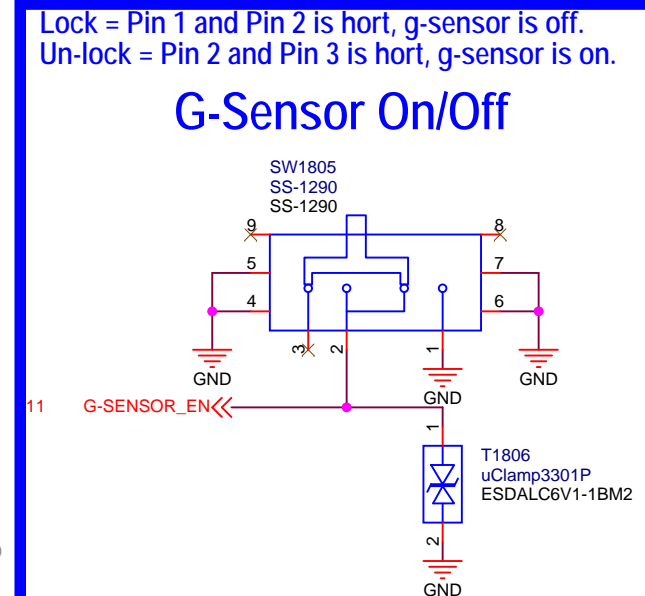 Lock = Pin 1 and Pin 2 is hort, g-sensor is off.
Un-lock = Pin 2 and Pin 3 is hort, g-sensor is on.
G-Sensor On/Off
SW1805
SS-1290
SS-1290
9
8
5
7
4
6
3
2
1
GND
GND
GND
11
G-SENSOR_EN
1
T1806
uClamp3301P
ESDALC6V1-1BM2
2
GND